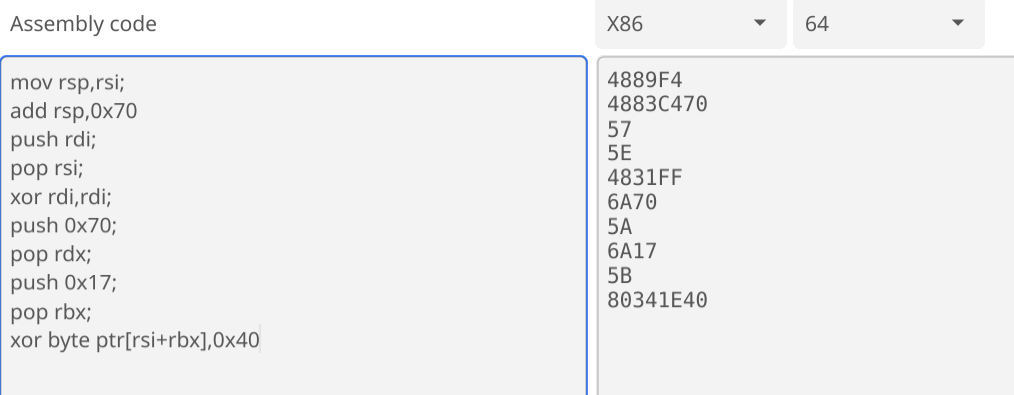 Assembly code
X86
64
mov rsp,rsi;
add rsp,0x70
push rdi;
pop rsi;
xor rdi,rdi;
push 0x70;
pop rdx;
push 0x17;
pop rbx;
xor byte ptr[rsi+rbx],0x40
4889F4
4883C470
57
5E
4831FF
6A70
5A
6A17
5B
80341E40